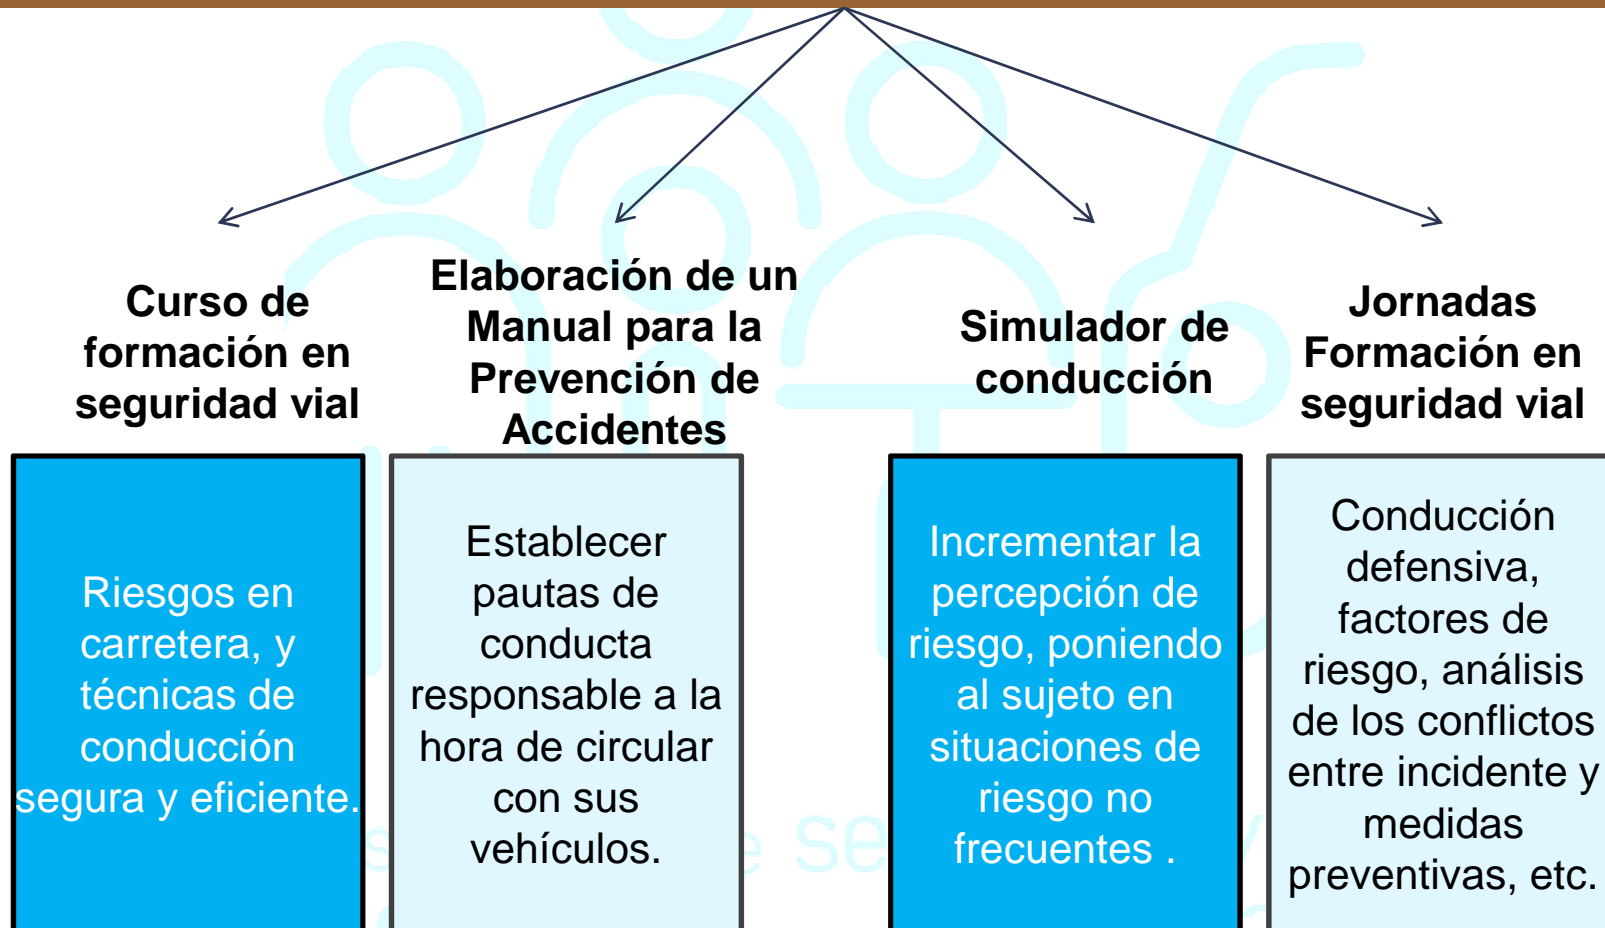 Curso de
formación en
seguridad vial
Elaboración de un
Manual para la
Prevención de
Accidentes
Simulador de
conducción
Jornadas
Formación en
seguridad vial
Riesgos en
carretera, y
técnicas de
conducción
segura y eficiente.
Establecer
pautas de
conducta
responsable a la
hora de circular
con sus
vehículos.
Incrementar la
percepción de
riesgo, poniendo
al sujeto en
situaciones de
riesgo no
frecuentes .
Conducción
defensiva,
factores de
riesgo, análisis
de los conflictos
entre incidente y
medidas
preventivas, etc.